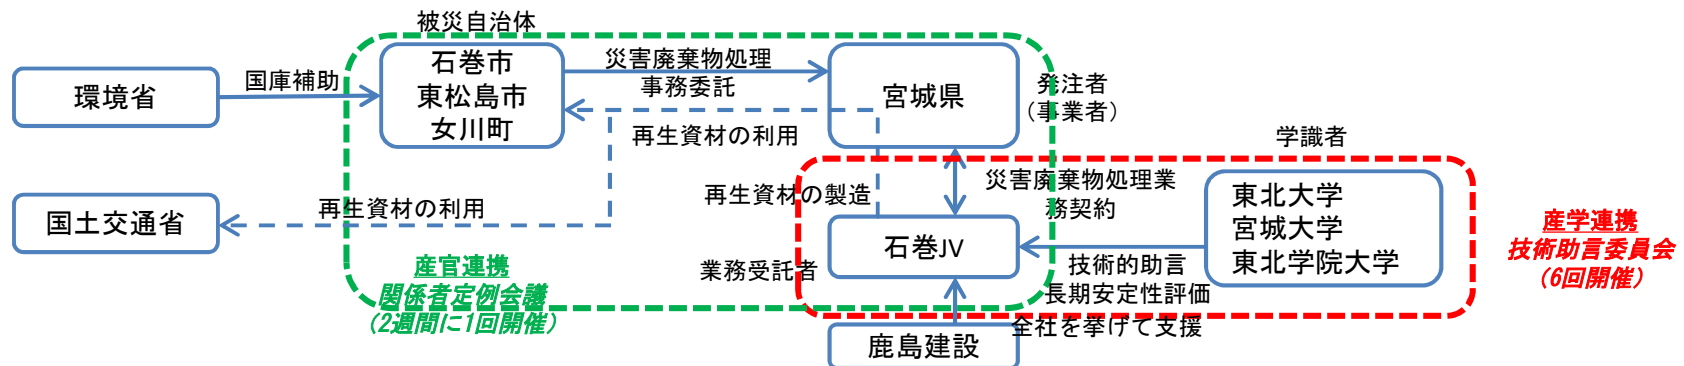 被災自治体
環境省
国庫補助
石巻市
東松島市
女川町
災害廃棄物処理
事務委託
宮城県
発注者
（事業者）
再生資材の利用
学識者
国土交通省
再生資材の利用
再生資材の製造
災害廃棄物処理業
務契約
東北大学
宮城大学
東北学院大学
産学連携
技術助言委員会
（6回開催）
産官連携
関係者定例会議
（2週間に1回開催）
業務受託者
石巻JV
技術的助言
長期安定性評価
全社を挙げて支援
鹿島建設